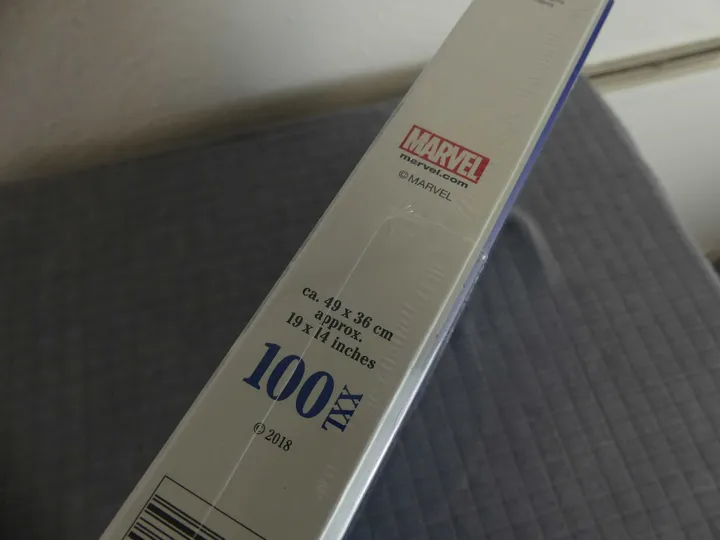 MARVEL
marvel.com
© MARVEL
ca. 49 x 36 cm
approx.
19 x 14 inches
100 XXL
℗ 2018